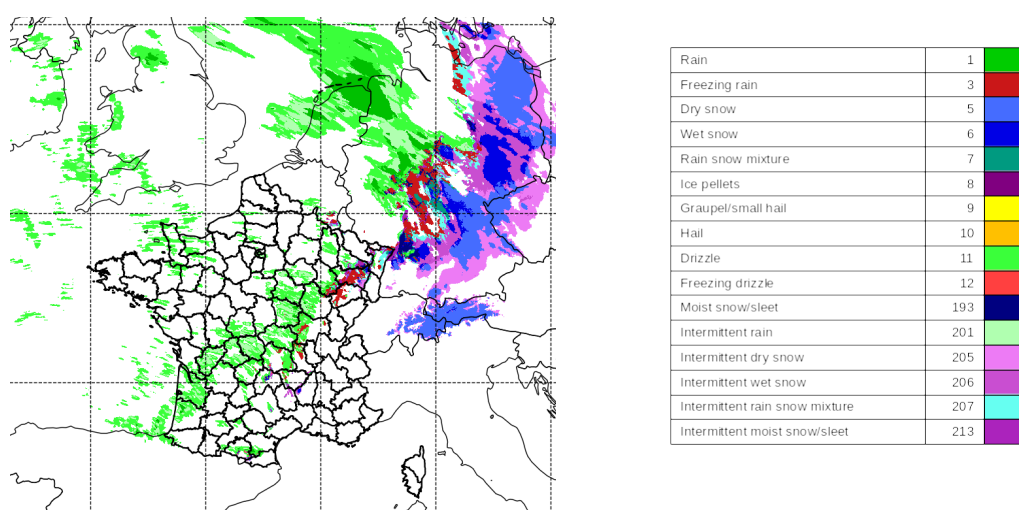 Rain 1
Freezing rain 3
Dry snow 5
Wet snow 6
Rain snow mixture 7
Ice pellets 8
Graupel/small hail 9
Hail 10
Drizzle 11
Freezing drizzle 12
Moist snow/sleet 193
Intermittent rain 201
Intermittent dry snow 205
Intermittent wet snow 206
Intermittent rain snow mixture 207
Intermittent moist snow/sleet 213